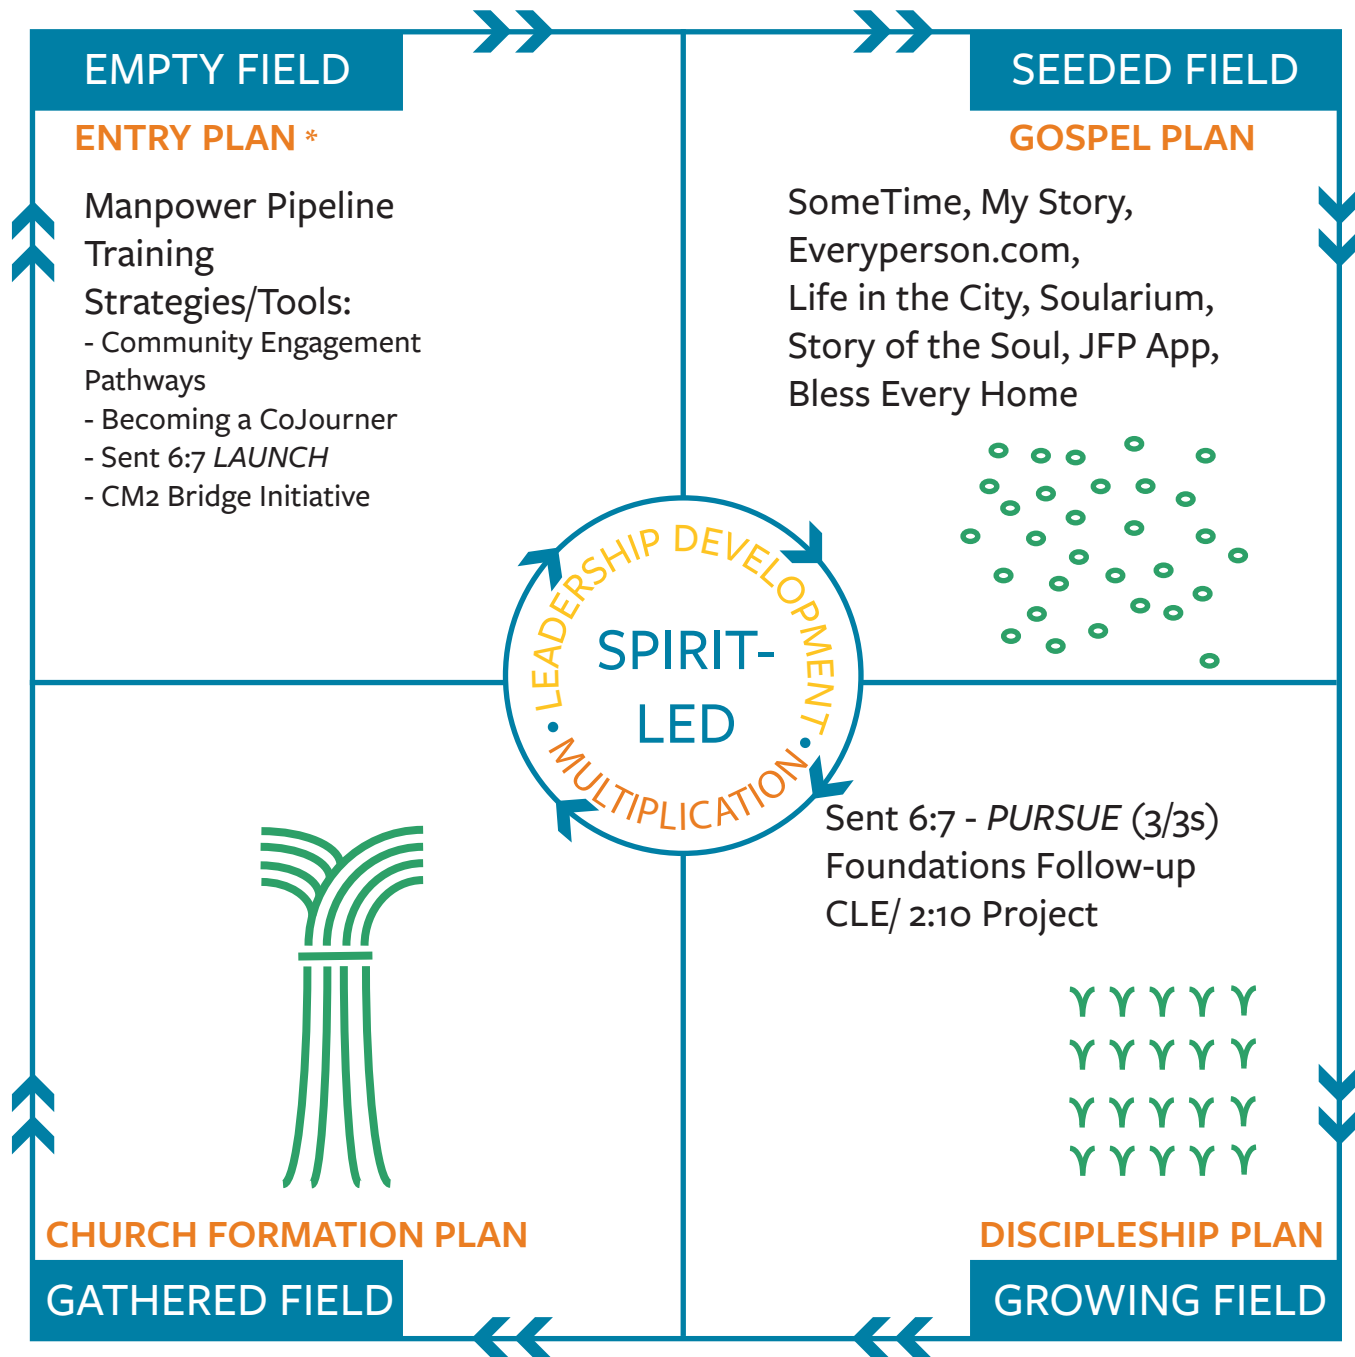 EMPTY FIELD
ENTRY PLAN *
Manpower Pipeline
Training
Strategies/Tools:
- Community Engagement
Pathways
- Becoming a CoJourner
- Sent 6:7 LAUNCH
- CM2 Bridge Initiative
SEEDED FIELD
GOSPEL PLAN
SomeTime, My Story,
Everyperson.com,
Life in the City, Soularium,
Story of the Soul, JFP App,
Bless Every Home
• LEADERSHIP DEVELOPMENT •
SPIRIT-
LED
MULTIPLICATION
Sent 6:7 - PURSUE (3/3s)
Foundations Follow-up
CLE/ 2:10 Project
DISCIPLESHIP PLAN
GROWING FIELD
CHURCH FORMATION PLAN
GATHERED FIELD